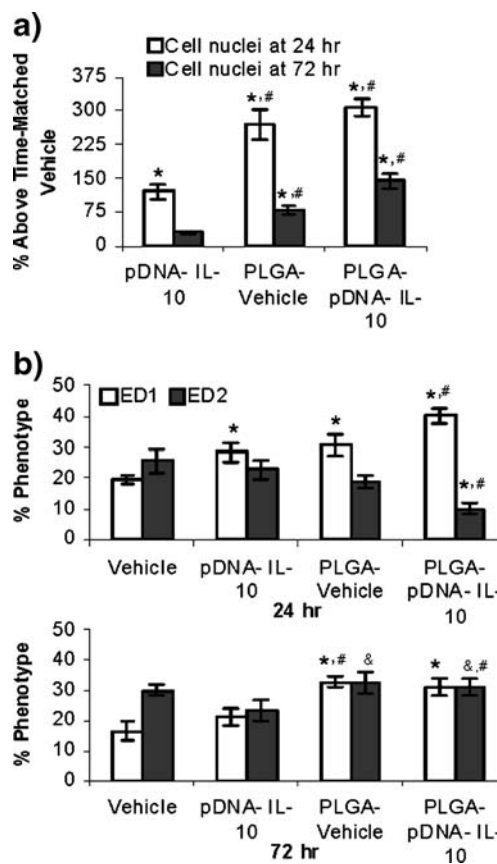 a)
Cell nuclei at 24 hr
Cell nuclei at 72 hr
% Above Time-Matched
Vehicle
375
300
225
150
75
0
*
*,#
*,#
*,#
*,#
pDNA- IL-
10
PLGA-
Vehicle
PLGA-
pDNA- IL-
10
b)
ED1
ED2
% Phenotype
50
40
30
20
10
0
*
*
*,#
*,#
Vehicle
pDNA- IL-
10
PLGA-
Vehicle
PLGA-
pDNA- IL-
10
24 hr
% Phenotype
50
40
30
20
10
0
*,#
&
*
&,#
Vehicle
pDNA- IL-
10
PLGA-
Vehicle
PLGA-
pDNA- IL-
10
72 hr